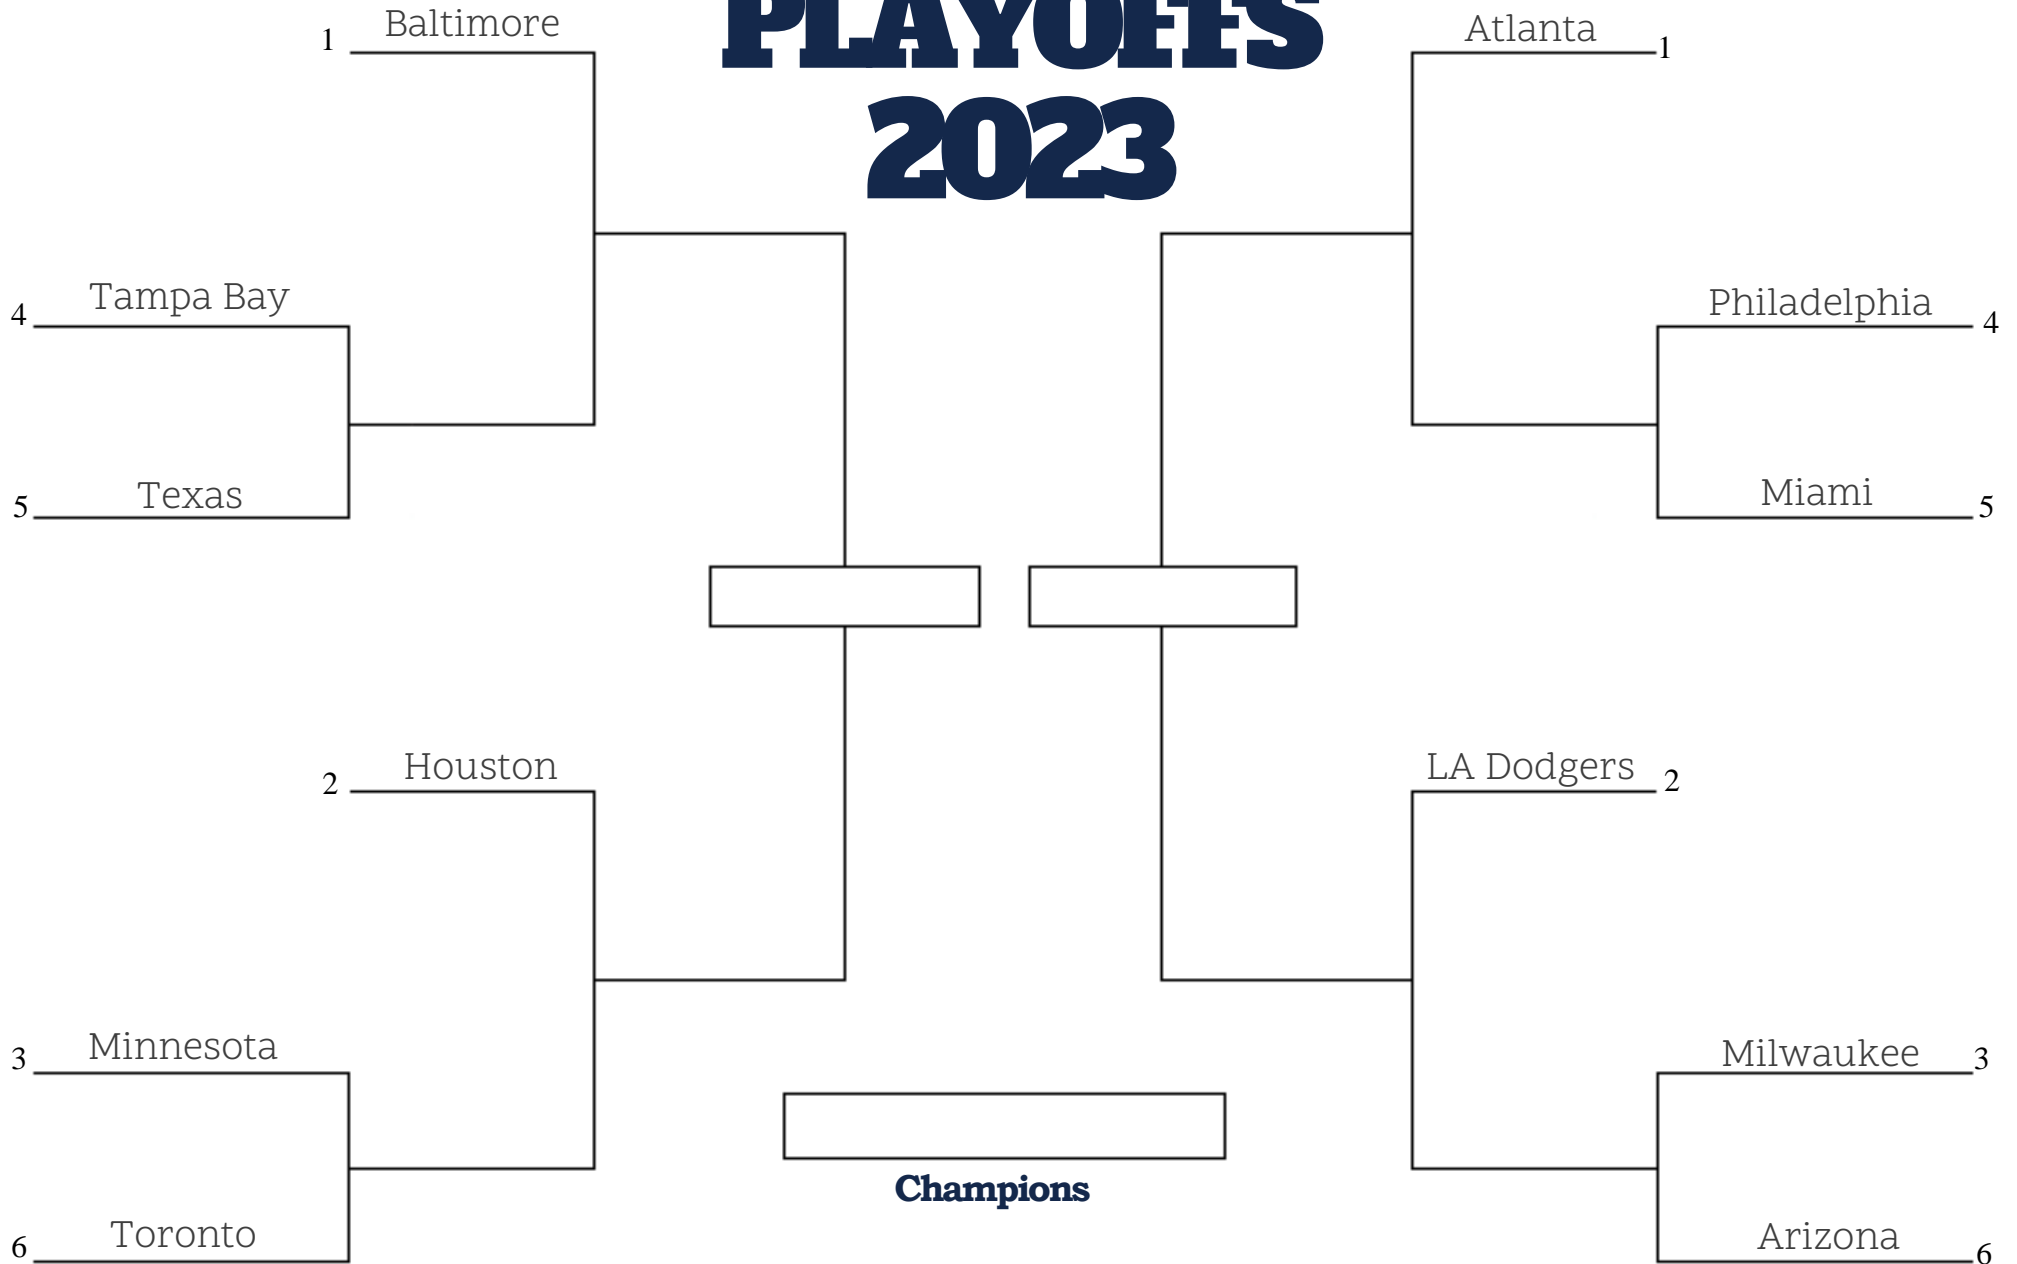 PLAYOFFS
2023
1 Baltimore
4 Tampa Bay
5 Texas
2 Houston
3 Minnesota
6 Toronto
Atlanta 1
Philadelphia 4
Miami 5
LA Dodgers 2
Milwaukee 3
Arizona 6
Champions